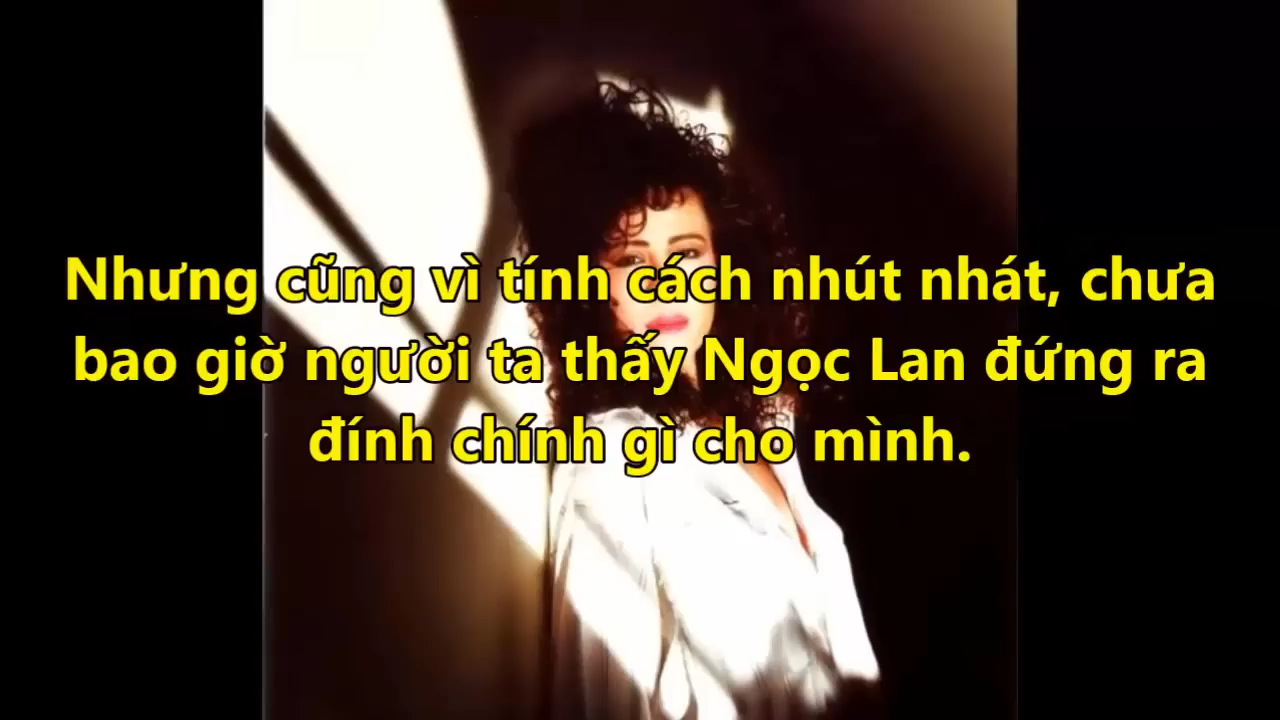 Nhưng cũng vì tính cách nhút nhát, chưa
bao giờ người ta thấy Ngọc Lan đứng ra
đính chính gì cho mình.